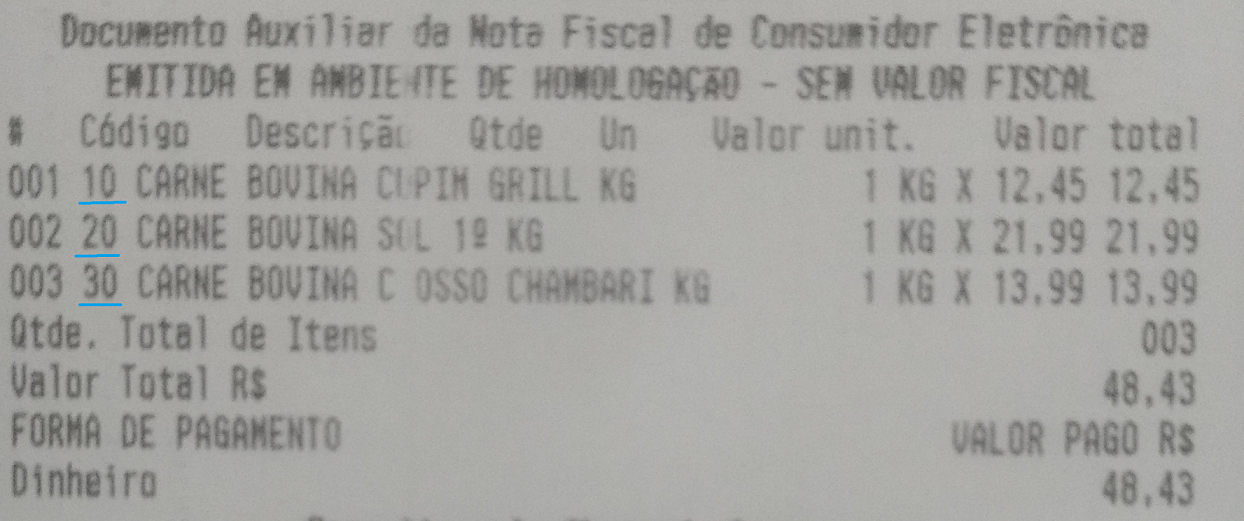 Documento Auxiliar da Nota Fiscal de Consumidor Eletrônica
EMITIDA EM AMBIENTE DE HOMOLOGAÇÃO - SEM VALOR FISCAL
# Código Descrição Qtde Un Valor unit. Valor total
001 10 CARNE BOVINA CUPIM GRILL KG 1 KG X 12,45 12,45
002 20 CARNE BOVINA SOL 1º KG 1 KG X 21,99 21,99
003 30 CARNE BOVINA C OSSO CHAMBARI KG 1 KG X 13,99 13,99
Qtde. Total de Itens 003
Valor Total R$ 48,43
FORMA DE PAGAMENTO VALOR PAGO R$
Dinheiro 48,43